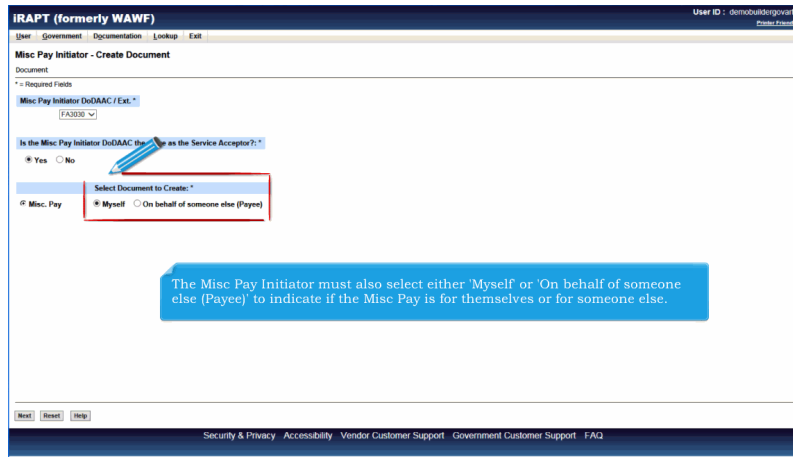 iRAPT (formerly WAWF)
User ID : demobuildergovart
Printer Friend
User Government Documentation Lookup Exit
Misc Pay Initiator - Create Document
Document
* = Required Fields
Misc Pay Initiator DoDAAC / Ext. *
FA3030
Is the Misc Pay Initiator DoDAAC the as the Service Acceptor?: *
Yes No
Select Document to Create: *
Misc. Pay Myself On behalf of someone else (Payee)
The Misc Pay Initiator must also select either 'Myself' or 'On behalf of someone
else (Payee)' to indicate if the Misc Pay is for themselves or for someone else.
Next Reset Help
Security & Privacy Accessibility Vendor Customer Support Government Customer Support FAQ